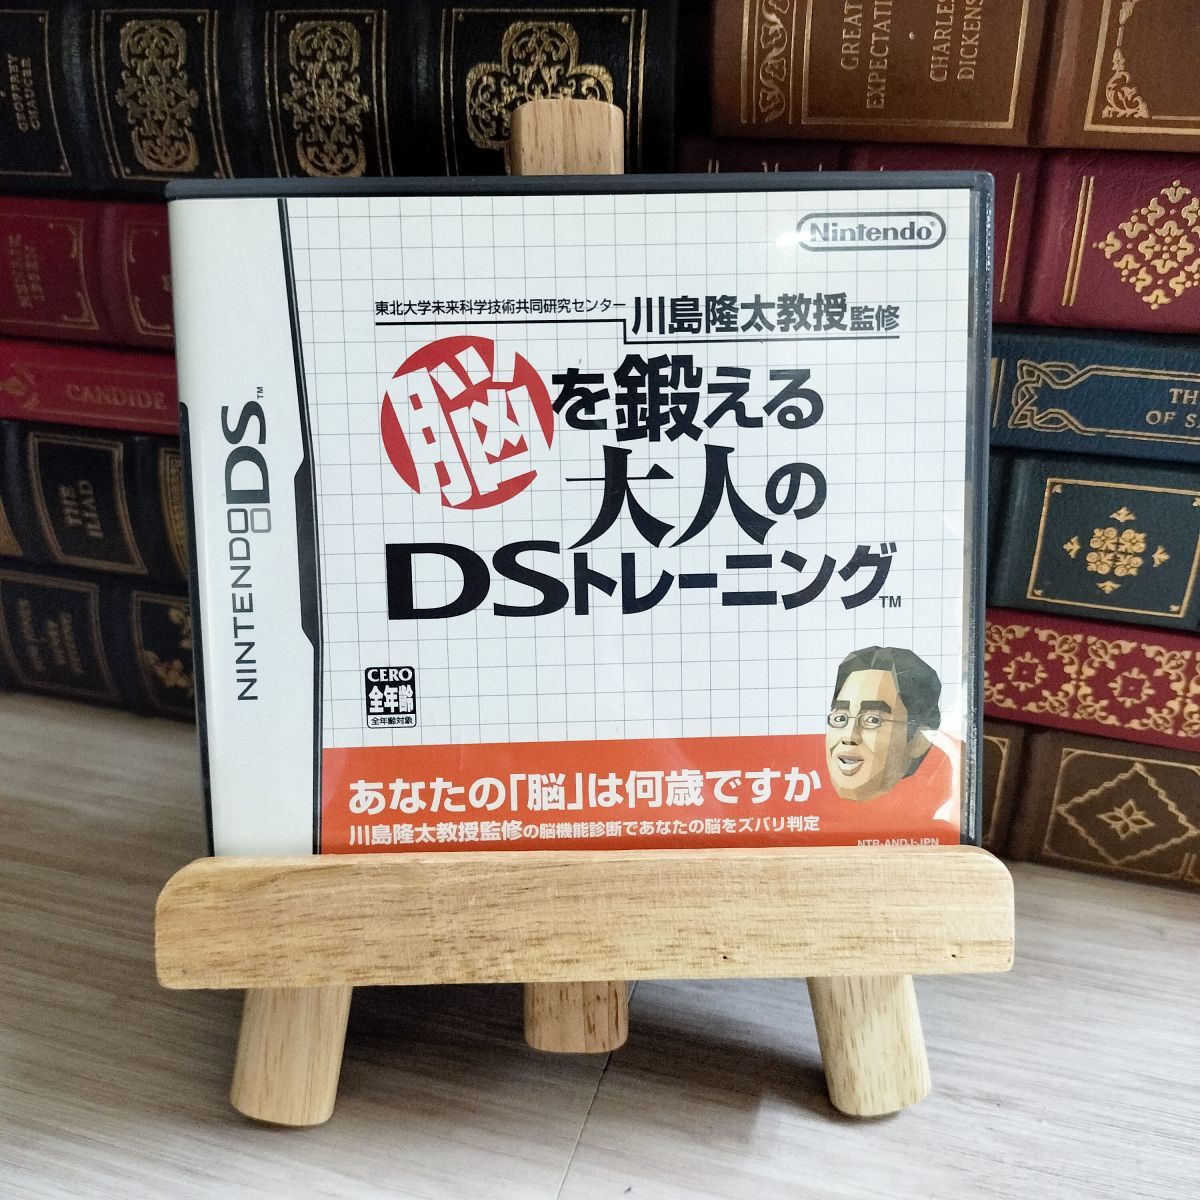 GREAT
EXPECTATIONS
CHARLES
DICKENS
CANDIDE
THE
ILIAD
TH
OF S
Nintendo®
東北大学未来科学技術共同研究センター
川島隆太教授監修
脳を鍛える
大人の
DSトレーニング™
NINTENDO DS™
CERO
全年齢
全年齢対象
あなたの「脳」は何歳ですか
川島隆太教授監修の脳機能診断であなたの脳をズバリ判定
NTR-ANDJ-JPN